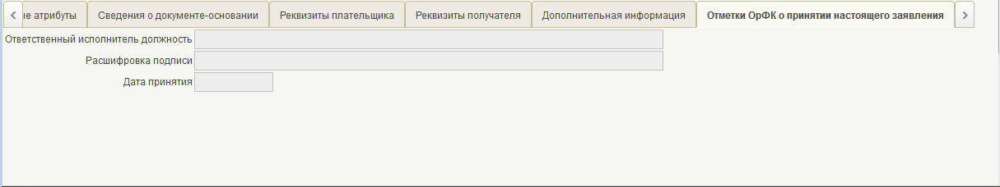 ые атрибуты Сведения о документе-основании Реквизиты плательщика Реквизиты получателя Дополнительная информация Отметки ОрФК о принятии настоящего заявления
Ответственный исполнитель должность
Расшифровка подписи
Дата принятия